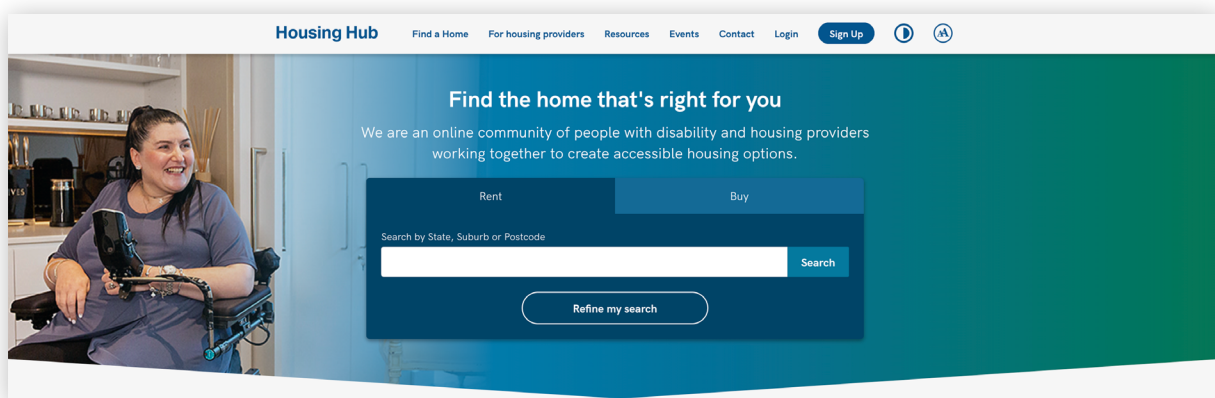 Housing Hub
Find a Home
For housing providers
Resources
Events
Contact
Login
Sign Up
AA
Find the home that's right for you
We are an online community of people with disability and housing providers
working together to create accessible housing options.
Rent
Buy
Search by State, Suburb or Postcode
Search
Refine my search